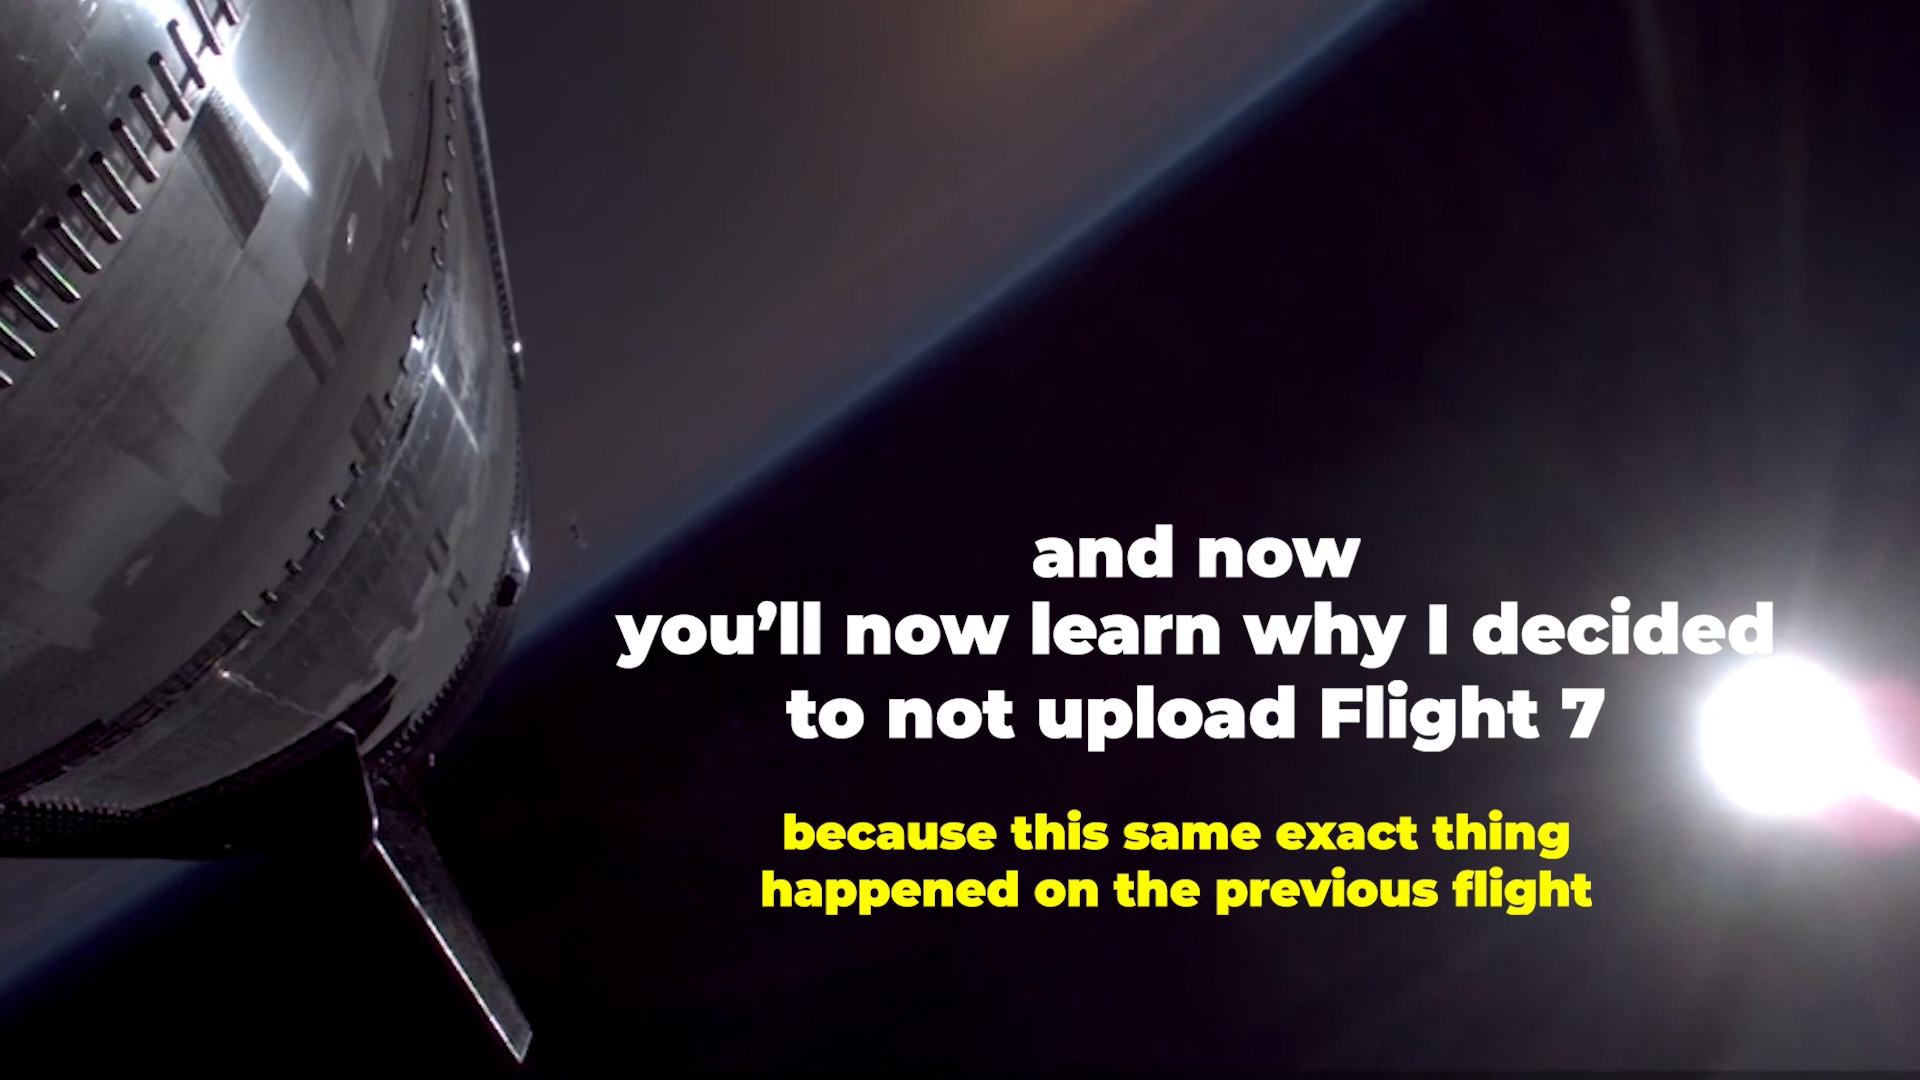 and now
you’ll now learn why I decided
to not upload Flight 7
because this same exact thing
happened on the previous flight